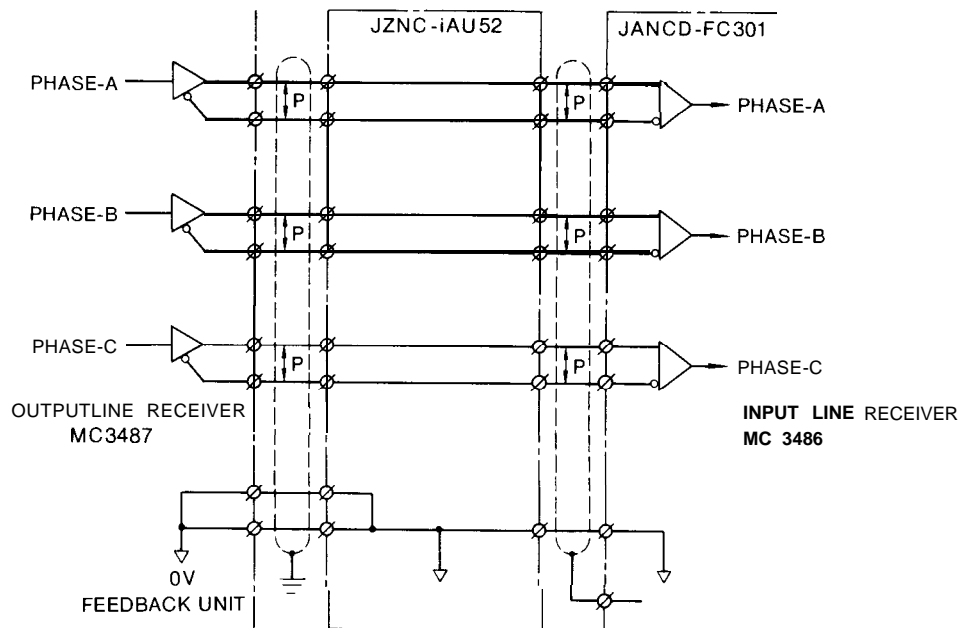 JZNC-iAU52
JANCD-FC301
PHASE-A
P
P
PHASE-A
PHASE-B
P
P
PHASE-B
PHASE-C
P
P
PHASE-C
OUTPUTLINE RECEIVER
MC3487
INPUT LINE RECEIVER
MC 3486
0V
FEEDBACK UNIT